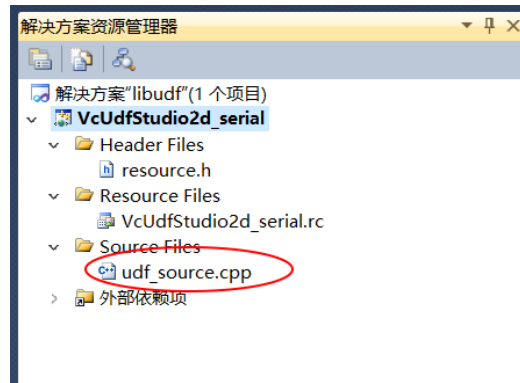 解决方案资源管理器
解决方案"libudf"(1 个项目)
VcUdfStudio2d_serial
Header Files
resource.h
Resource Files
VcUdfStudio2d_serial.rc
Source Files
udf_source.cpp
外部依赖项